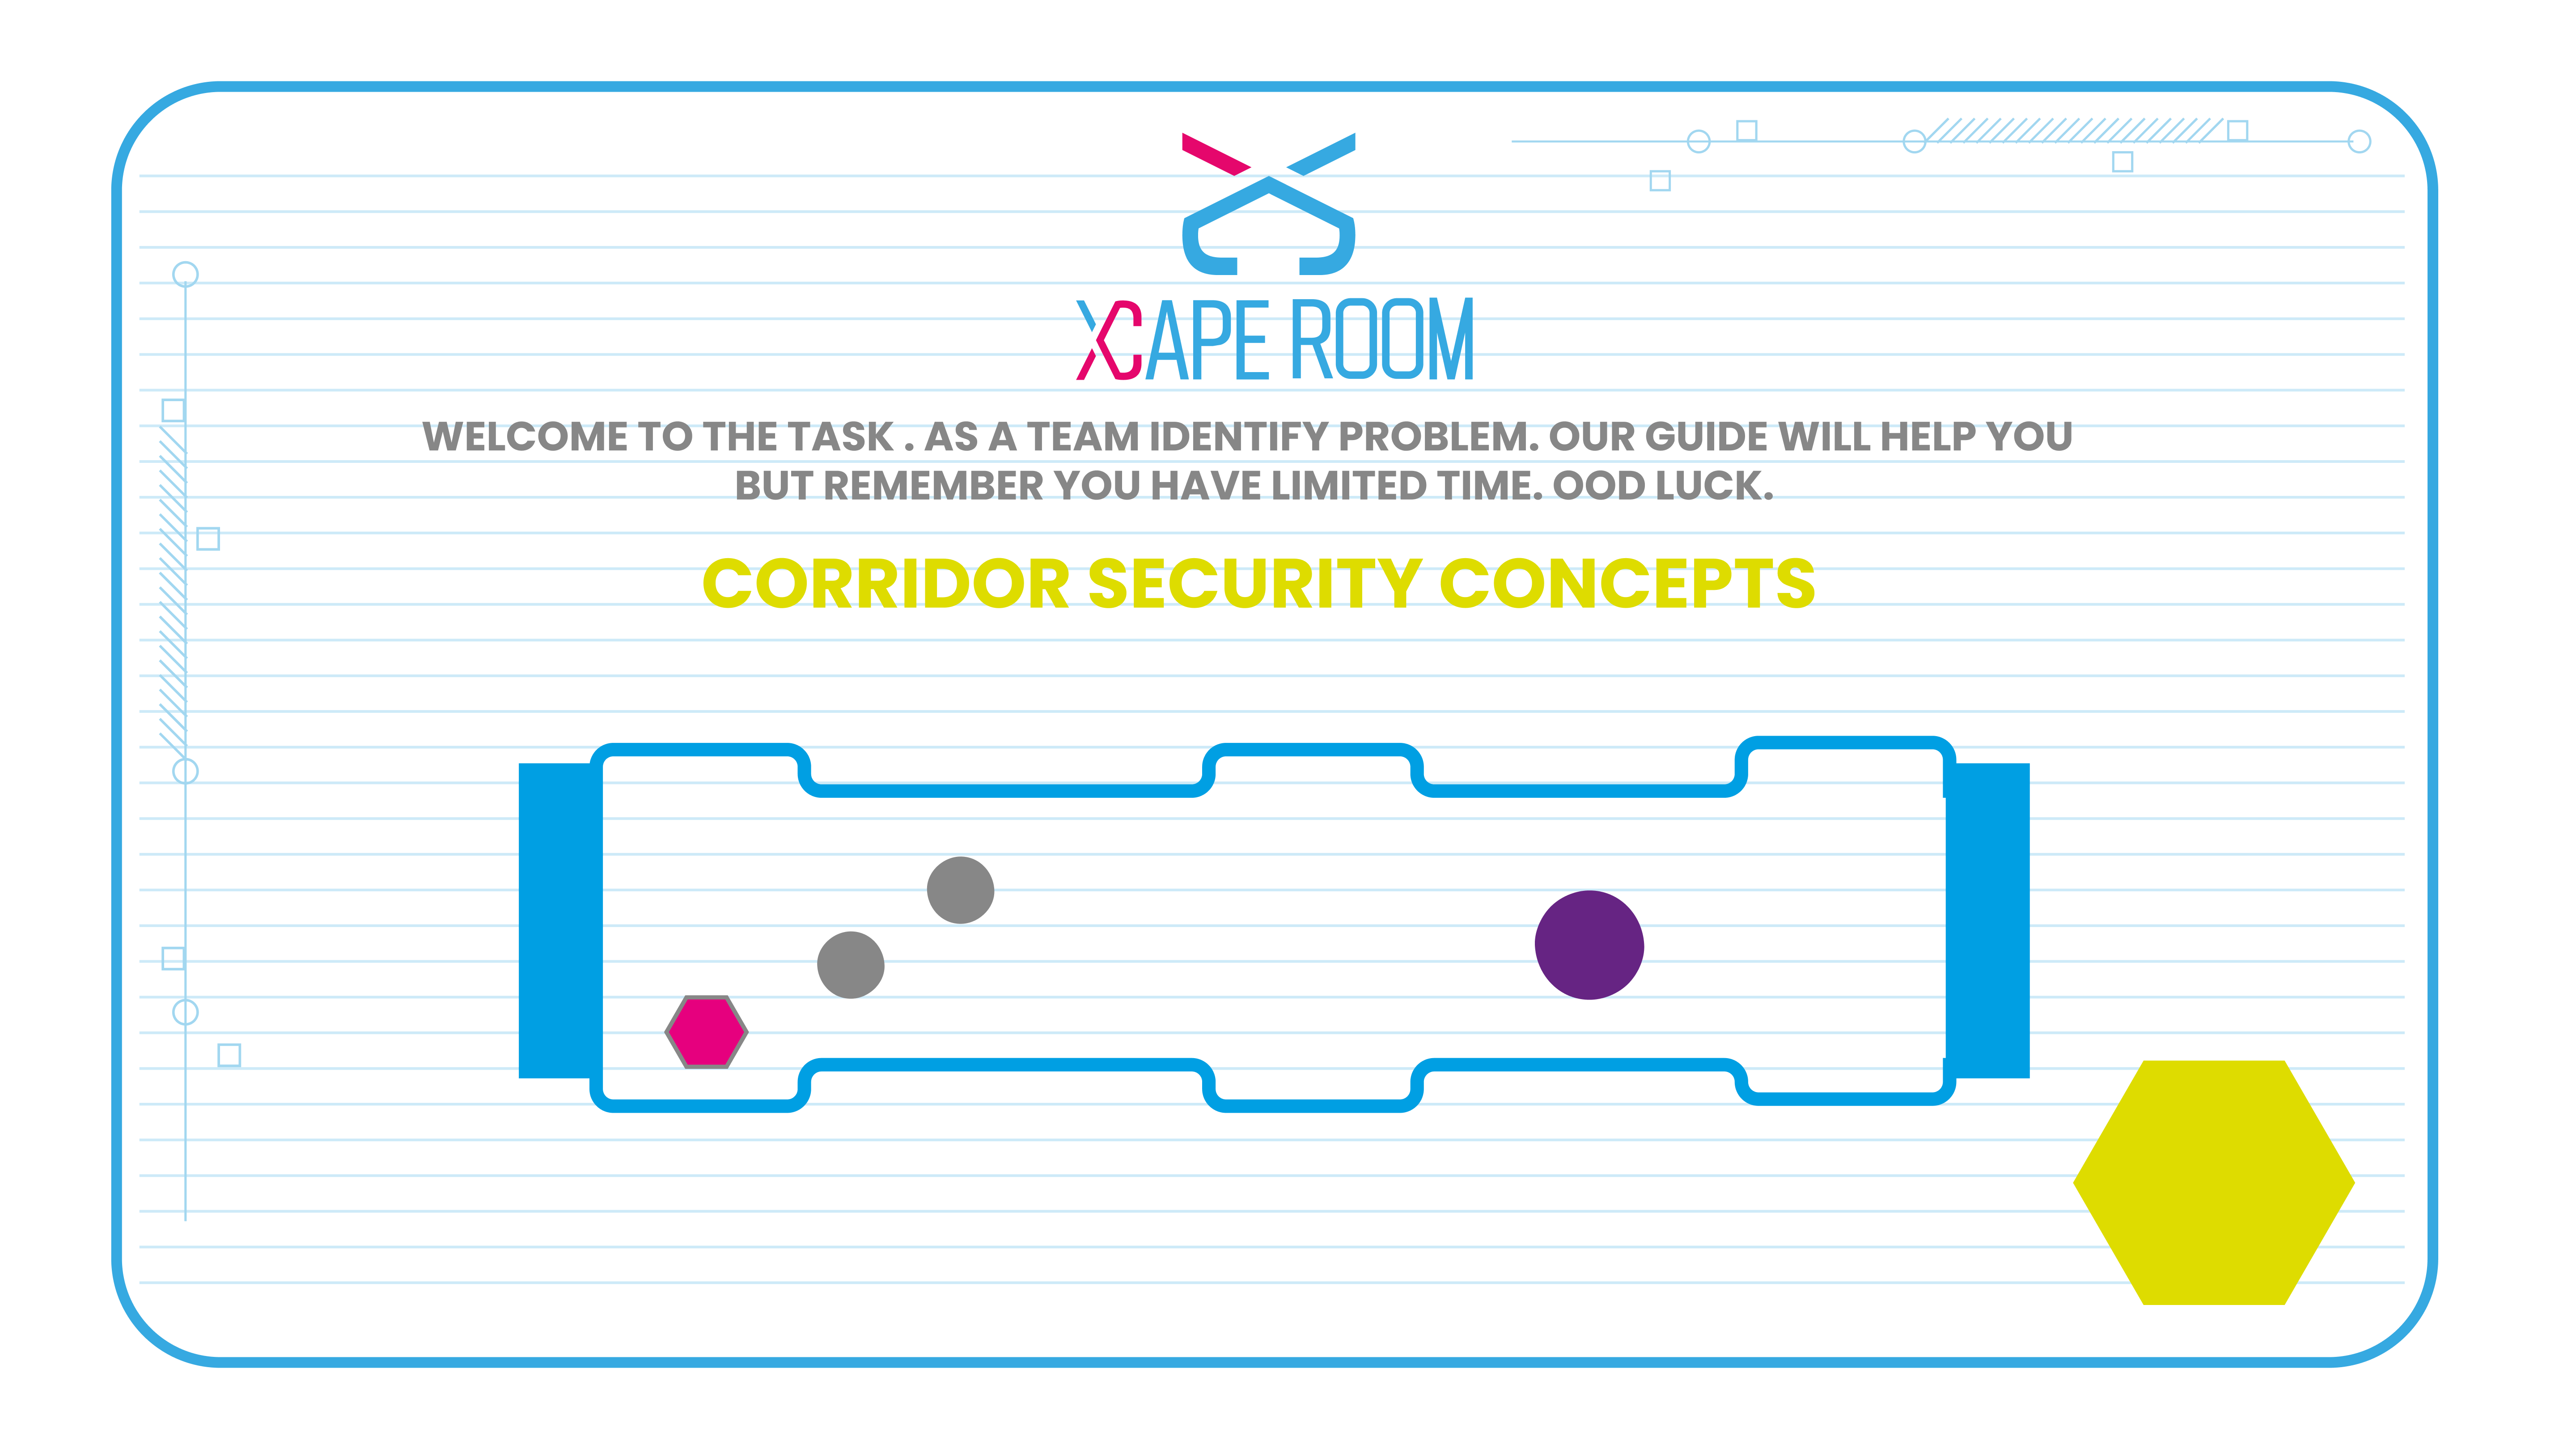 XCAPE ROOM
WELCOME TO THE TASK . AS A TEAM IDENTIFY PROBLEM. OUR GUIDE WILL HELP YOU
BUT REMEMBER YOU HAVE LIMITED TIME. OOD LUCK.
CORRIDOR SECURITY CONCEPTS